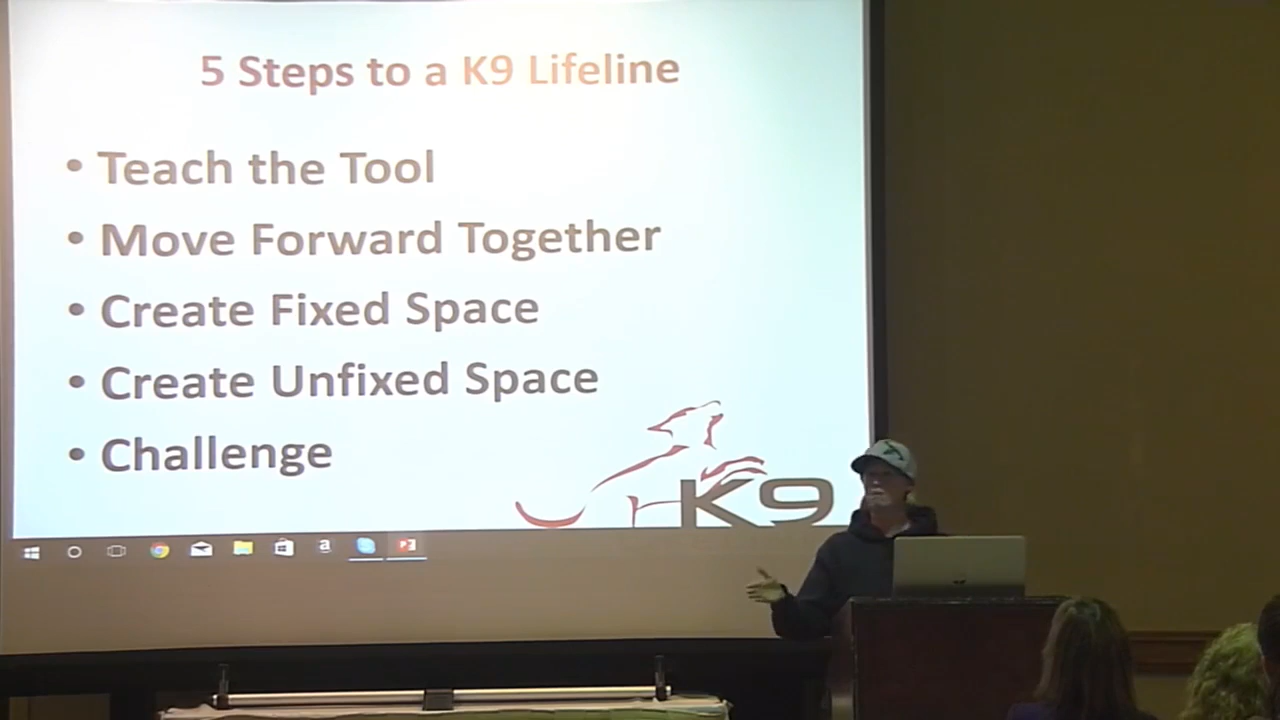 5 Steps to a K9 Lifeline
• Teach the Tool
• Move Forward Together
• Create Fixed Space
• Create Unfixed Space
• Challenge
K9
a